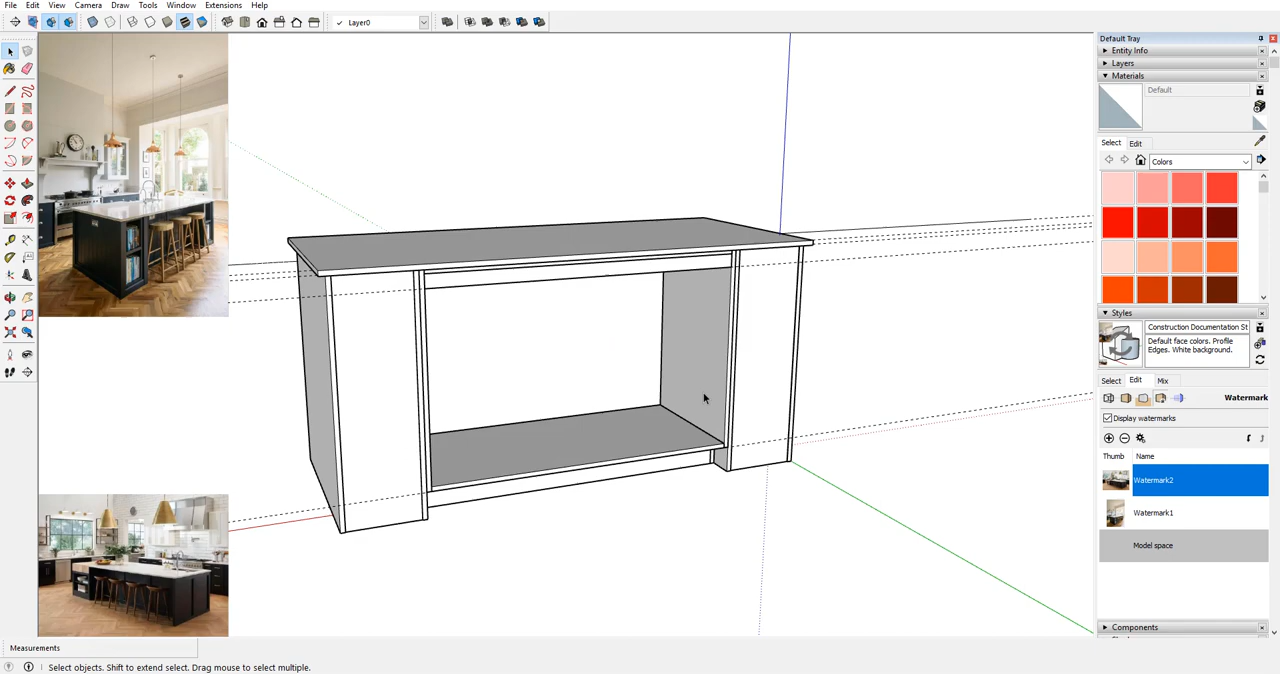 File Edit View Camera Draw Tools Window Extensions Help
Layer0
Default Tray
Entity Info
Layers
Materials
Default
Select Edit
Colors
Styles
Construction Documentation St
Default face colors. Profile
Edges. White background.
Select Edit Mix
Watermark
Display watermarks
Thumb Name
Watermark2
Watermark1
Model space
Components
Measurements
Select objects. Shift to extend select. Drag mouse to select multiple.